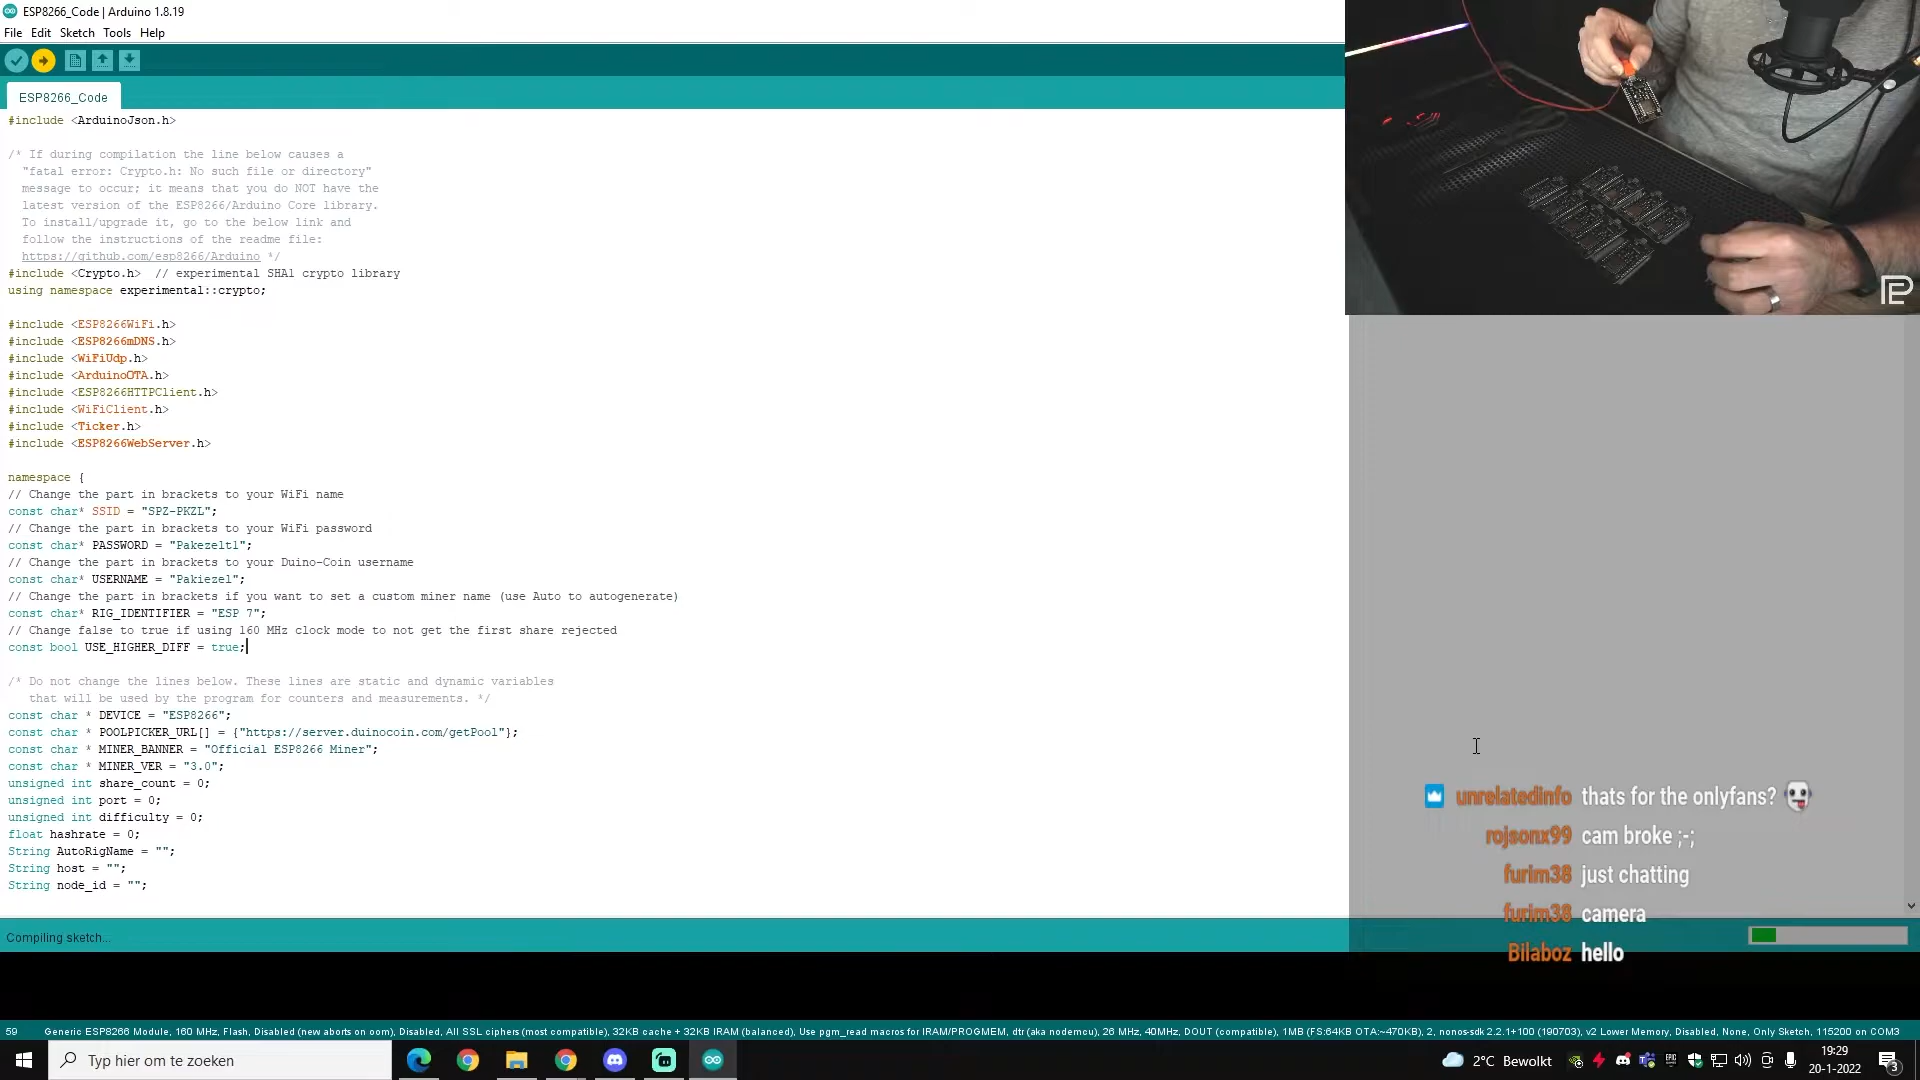 ESP8266_Code | Arduino 1.8.19
File Edit Sketch Tools Help
ESP8266_Code
#include <ArduinoJson.h>
/* If during compilation the line below causes a
"fatal error: Crypto.h: No such file or directory"
message to occur; it means that you do NOT have the
latest version of the ESP8266/Arduino Core library.
To install/upgrade it, go to the below link and
follow the instructions of the readme file:
https://github.com/esp8266/Arduino */
#include <Crypto.h>  // experimental SHA1 crypto library
using namespace experimental::crypto;
#include <ESP8266WiFi.h>
#include <ESP8266mDNS.h>
#include <WiFiUdp.h>
#include <ArduinoOTA.h>
#include <ESP8266HTTPClient.h>
#include <WiFiClient.h>
#include <Ticker.h>
#include <ESP8266WebServer.h>
namespace {
// Change the part in brackets to your WiFi name
const char* SSID = "SPZ-PKZL";
// Change the part in brackets to your WiFi password
const char* PASSWORD = "Pakezelt1";
// Change the part in brackets to your Duino-Coin username
const char* USERNAME = "Pakiezel";
// Change the part in brackets if you want to set a custom miner name (use Auto to autogenerate)
const char* RIG_IDENTIFIER = "ESP 7";
// Change false to true if using 160 MHz clock mode to not get the first share rejected
const bool USE_HIGHER_DIFF = true;
/* Do not change the lines below. These lines are static and dynamic variables
that will be used by the program for counters and measurements. */
const char * DEVICE = "ESP8266";
const char * POOLPICKER_URL[] = {"https://server.duinocoin.com/getPool"};
const char * MINER_BANNER = "Official ESP8266 Miner";
const char * MINER_VER = "3.0";
unsigned int share_count = 0;
unsigned int port = 0;
unsigned int difficulty = 0;
float hashrate = 0;
String AutoRigName = "";
String host = "";
String node_id = "";
unrelatedinfo thats for the onlyfans?
rojsonx99 cam broke ;-;
furim38 just chatting
furim38 camera
Bilaboz hello
Compiling sketch...
59 Generic ESP8266 Module, 160 MHz, Flash, Disabled (new aborts on oom), Disabled, All SSL ciphers (most compatible), 32KB cache + 32KB IRAM (balanced), Use pgm_read macros for IRAM/PROGMEM, dtr (aka nodemcu), 26 MHz, 40MHz, DOUT (compatible), 1MB (FS:64KB OTA:~470KB), 2, nonos-sdk 2.2.1+100 (190703), v2 Lower Memory, Disabled, None, Only Sketch, 115200 on COM3
Typ hier om te zoeken
2°C Bewolkt
19:29
20-1-2022
3